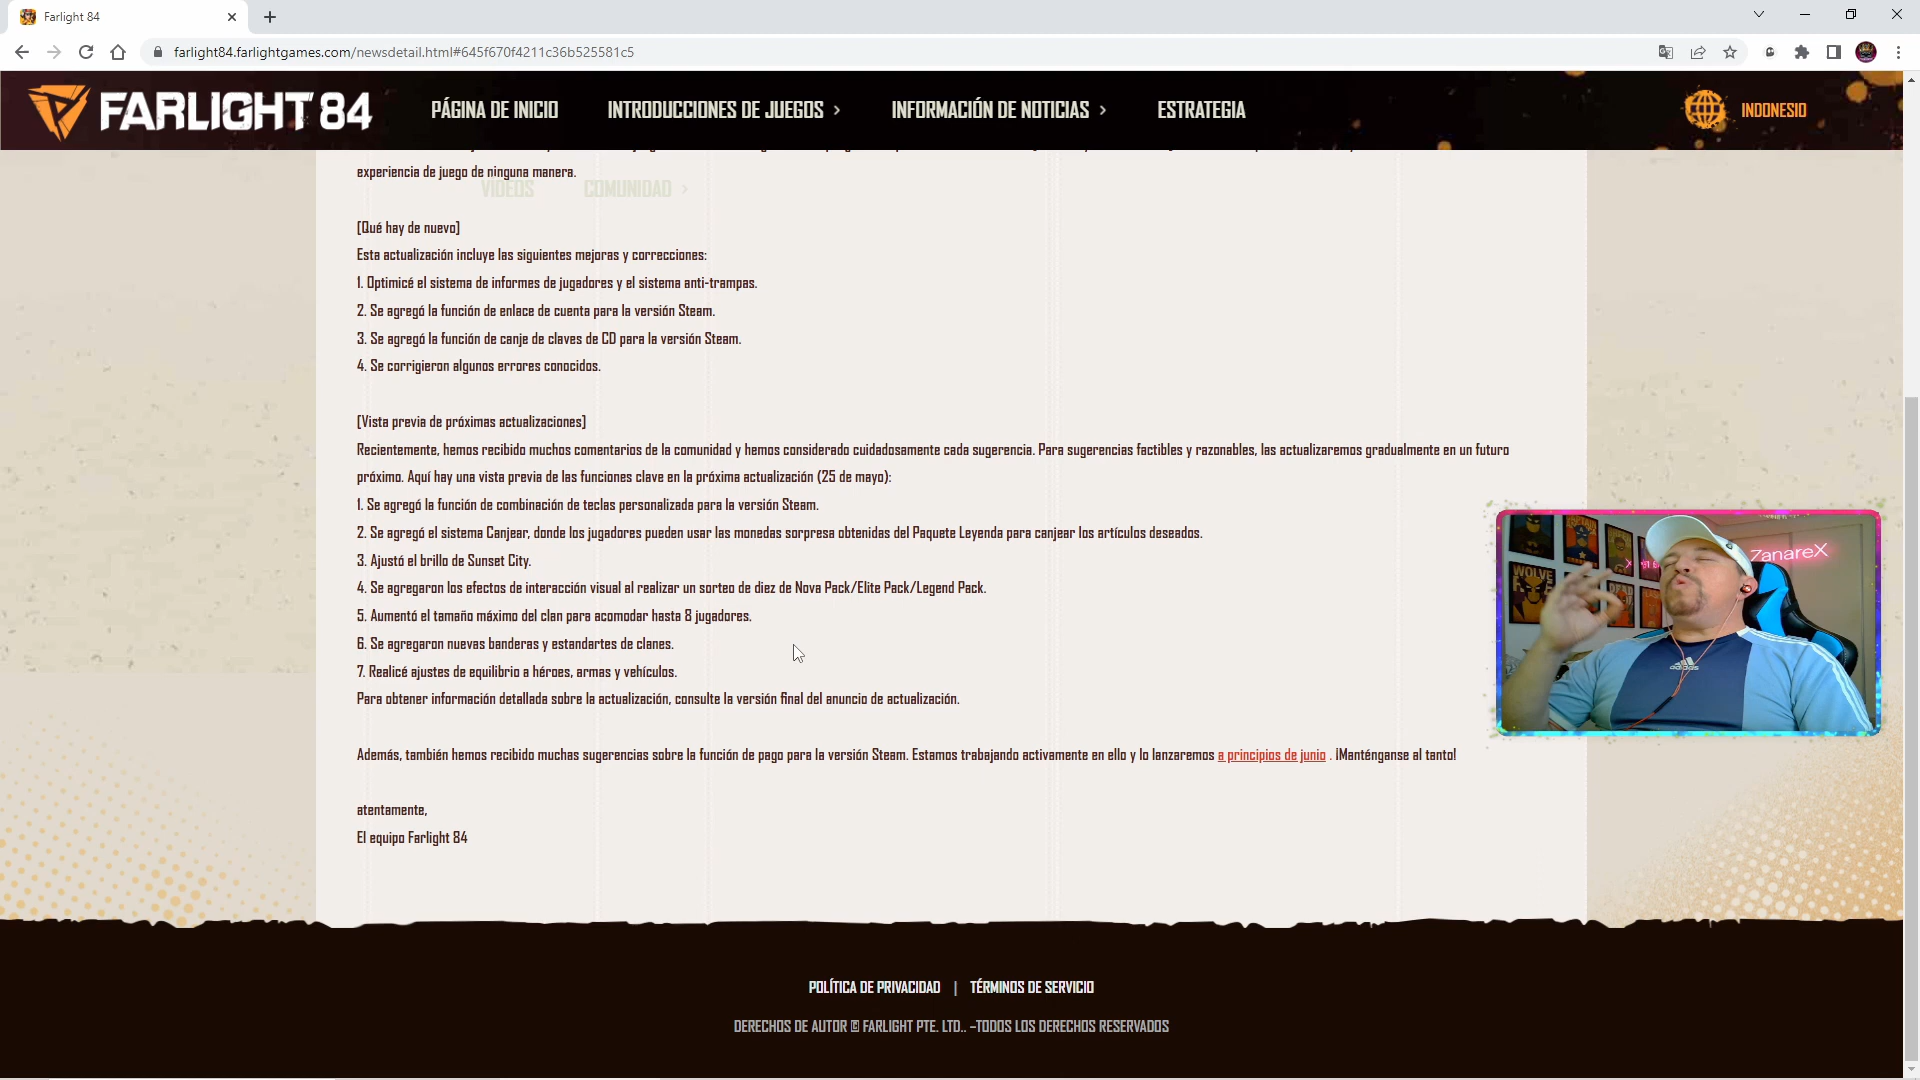 Farlight 84
farlight84.farlightgames.com/newsdetail.html#645f670f4211c36b525581c5
FARLIGHT 84
PÁGINA DE INICIO
INTRODUCCIONES DE JUEGOS >
INFORMACIÓN DE NOTICIAS >
ESTRATEGIA
INDONESIO
experiencia de juego de ninguna manera.
VIDEOS
COMUNIDAD >
[Qué hay de nuevo]
Esta actualización incluye las siguientes mejoras y correcciones:
1. Optimicé el sistema de informes de jugadores y el sistema anti-trampas.
2. Se agregó la función de enlace de cuenta para la versión Steam.
3. Se agregó la función de canje de claves de CD para la versión Steam.
4. Se corrigieron algunos errores conocidos.
[Vista previa de próximas actualizaciones]
Recientemente, hemos recibido muchos comentarios de la comunidad y hemos considerado cuidadosamente cada sugerencia. Para sugerencias factibles y razonables, las actualizaremos gradualmente en un futuro
próximo. Aquí hay una vista previa de las funciones clave en la próxima actualización (25 de mayo):
1. Se agregó la función de combinación de teclas personalizada para la versión Steam.
2. Se agregó el sistema Canjear, donde los jugadores pueden usar las monedas sorpresa obtenidas del Paquete Leyenda para canjear los artículos deseados.
3. Ajustó el brillo de Sunset City.
4. Se agregaron los efectos de interacción visual al realizar un sorteo de diez de Nova Pack/Elite Pack/Legend Pack.
5. Aumentó el tamaño máximo del clan para acomodar hasta 8 jugadores.
6. Se agregaron nuevas banderas y estandartes de clanes.
7. Realicé ajustes de equilibrio a héroes, armas y vehículos.
Para obtener información detallada sobre la actualización, consulte la versión final del anuncio de actualización.
Además, también hemos recibido muchas sugerencias sobre la función de pago para la versión Steam. Estamos trabajando activamente en ello y lo lanzaremos a principios de junio . ¡Manténganse al tanto!
atentamente,
El equipo Farlight 84
ZanareX
WOLVE
adidas
POLÍTICA DE PRIVACIDAD | TÉRMINOS DE SERVICIO
DERECHOS DE AUTOR © FARLIGHT PTE. LTD.. -TODOS LOS DERECHOS RESERVADOS